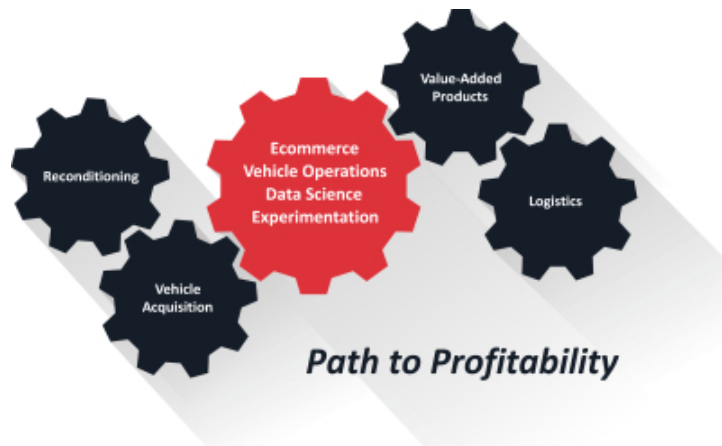 Value-Added
Products
Ecommerce
Vehicle Operations
Data Science
Experimentation
Reconditioning
Logistics
Vehicle
Acquisition
Path to Profitability